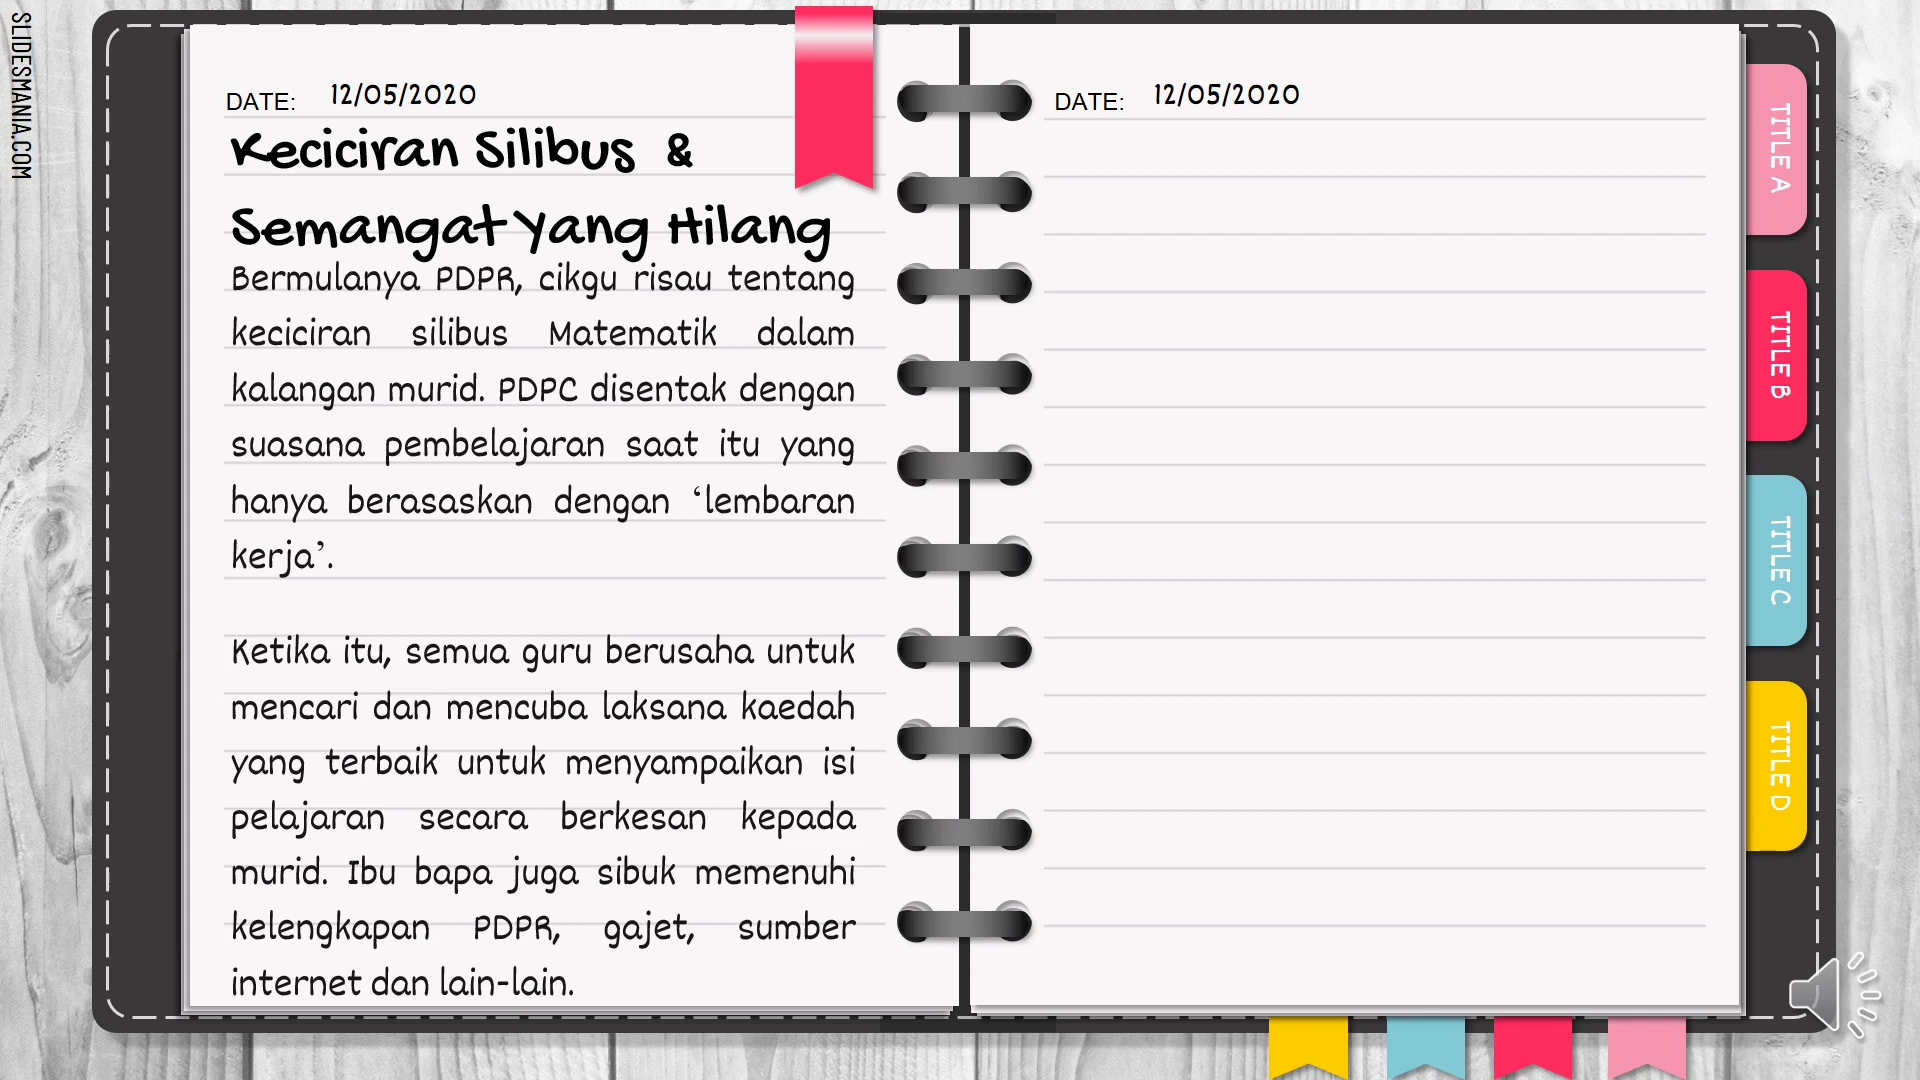 SLIDESMANIA.COM
DATE: 12/05/2020
Keciciran Silibus &
Semangat Yang Hilang
Bermulanya PDPR, cikgu risau tentang
keciciran silibus Matematik dalam
kalangan murid. PDPC disentak dengan
suasana pembelajaran saat itu yang
hanya berasaskan dengan ‘lembaran
kerja’.
Ketika itu, semua guru berusaha untuk
mencari dan mencuba laksana kaedah
yang terbaik untuk menyampaikan isi
pelajaran secara berkesan kepada
murid. Ibu bapa juga sibuk memenuhi
kelengkapan PDPR, gajet, sumber
internet dan lain-lain.
DATE: 12/05/2020
TITLE A
TITLE B
TITLE C
TITLE D